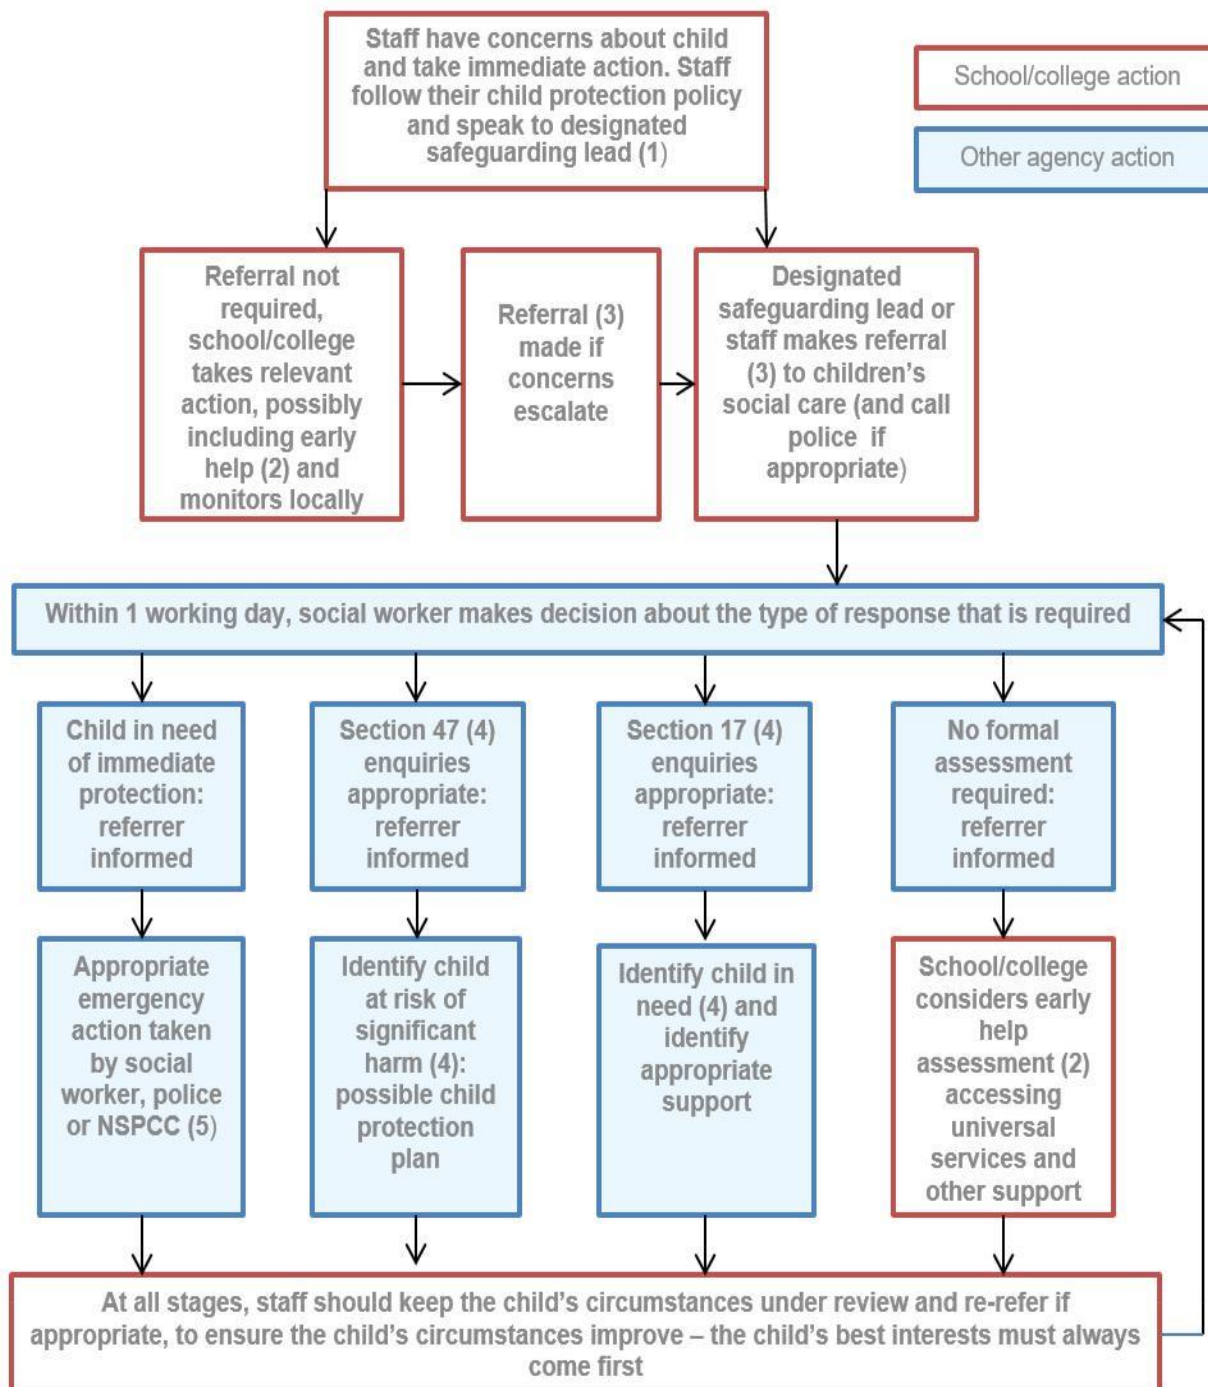 Staff have concerns about child
and take immediate action. Staff
follow their child protection policy
and speak to designated
safeguarding lead (1)
School/college action
Other agency action
Referral not
required,
school/college
takes relevant
action, possibly
including early
help (2) and
monitors locally
Referral (3)
made if
concerns
escalate
Designated
safeguarding lead or
staff makes referral
(3) to children’s
social care (and call
police if
appropriate)
Within 1 working day, social worker makes decision about the type of response that is required
Child in need
of immediate
protection:
referrer
informed
Section 47 (4)
enquiries
appropriate:
referrer
informed
Section 17 (4)
enquiries
appropriate:
referrer
informed
No formal
assessment
required:
referrer
informed
Appropriate
emergency
action taken
by social
worker, police
or NSPCC (5)
Identify child
at risk of
significant
harm (4):
possible child
protection
plan
Identify child in
need (4) and
identify
appropriate
support
School/college
considers early
help
assessment (2)
accessing
universal
services and
other support
At all stages, staff should keep the child’s circumstances under review and re-refer if
appropriate, to ensure the child’s circumstances improve – the child’s best interests must always
come first